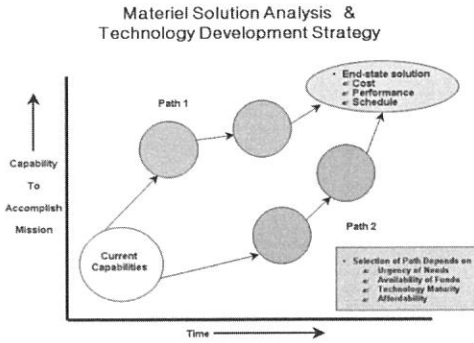 Materiel Solution Analysis &
Technology Development Strategy
• End-state solution
Cost
Performance
Schedule
Path 1
Capability
To
Accomplish
Mission
Current
Capabilities
Path 2
• Selection of Path Depends on
Urgency of Needs
Availability of Funds
Technology Maturity
Affordability
Time